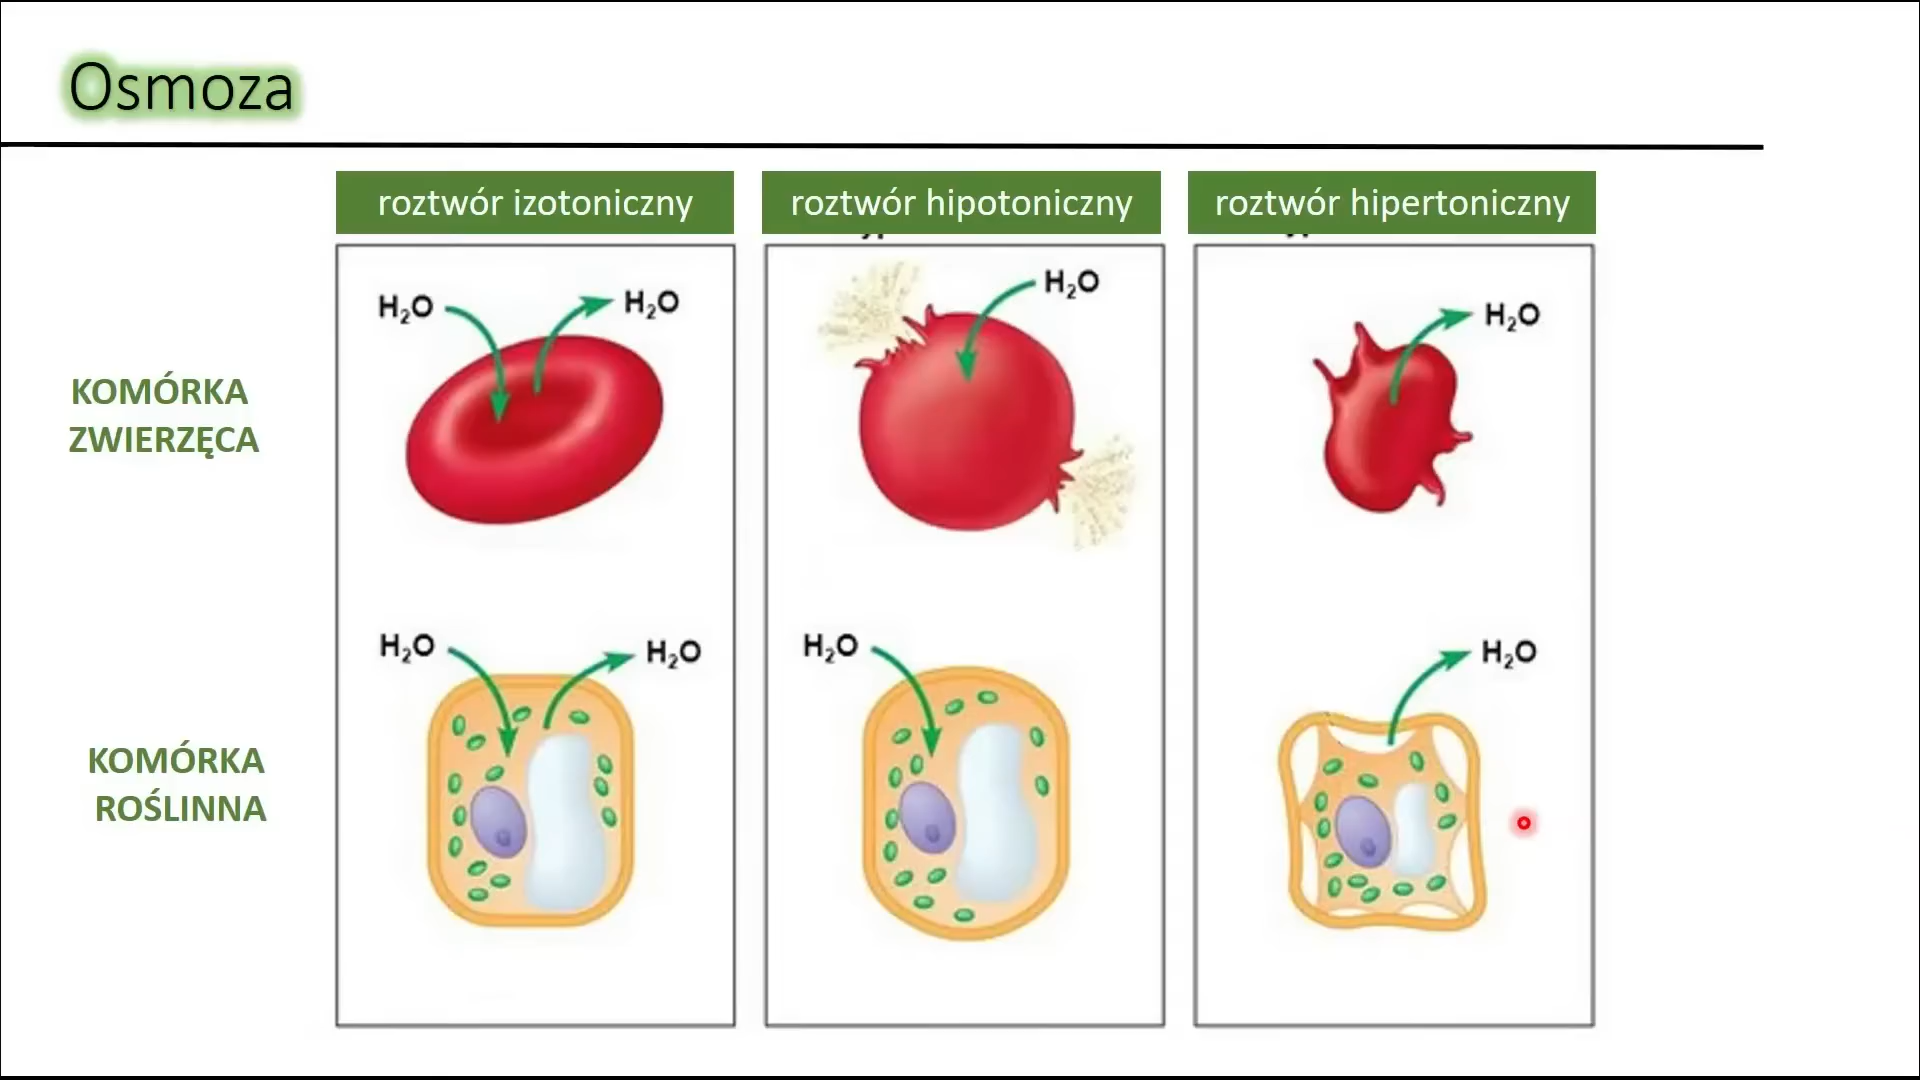 Osmoza
roztwór izotoniczny
roztwór hipotoniczny
roztwór hipertoniczny
KOMÓRKA
ZWIERZĘCA
H₂O
H₂O
H₂O
H₂O
KOMÓRKA
ROŚLINNA
H₂O
H₂O
H₂O
H₂O